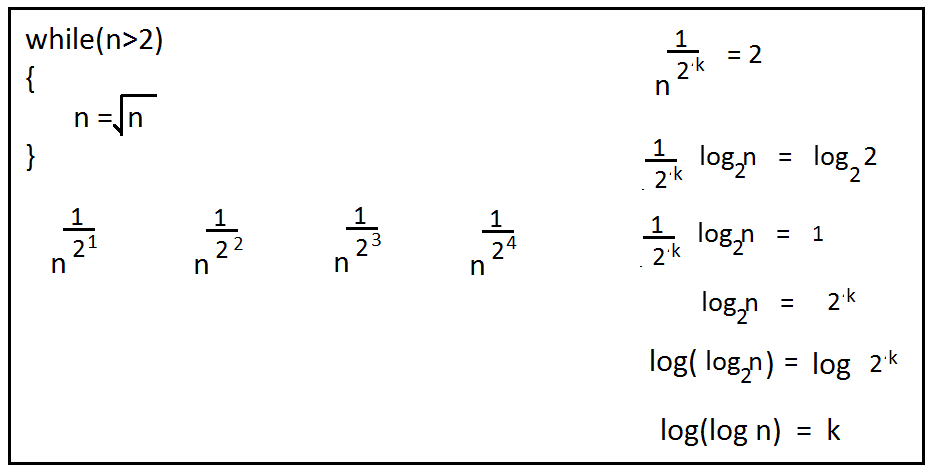 while(n>2)
{
n = √n
}
n^(1/2^1) n^(1/2^2) n^(1/2^3) n^(1/2^4)
n^(1/2^.k) = 2
1/2^.k log₂n = log₂2
1/2^.k log₂n = 1
log₂n = 2^.k
log( log₂n) = log 2^.k
log(log n) = k